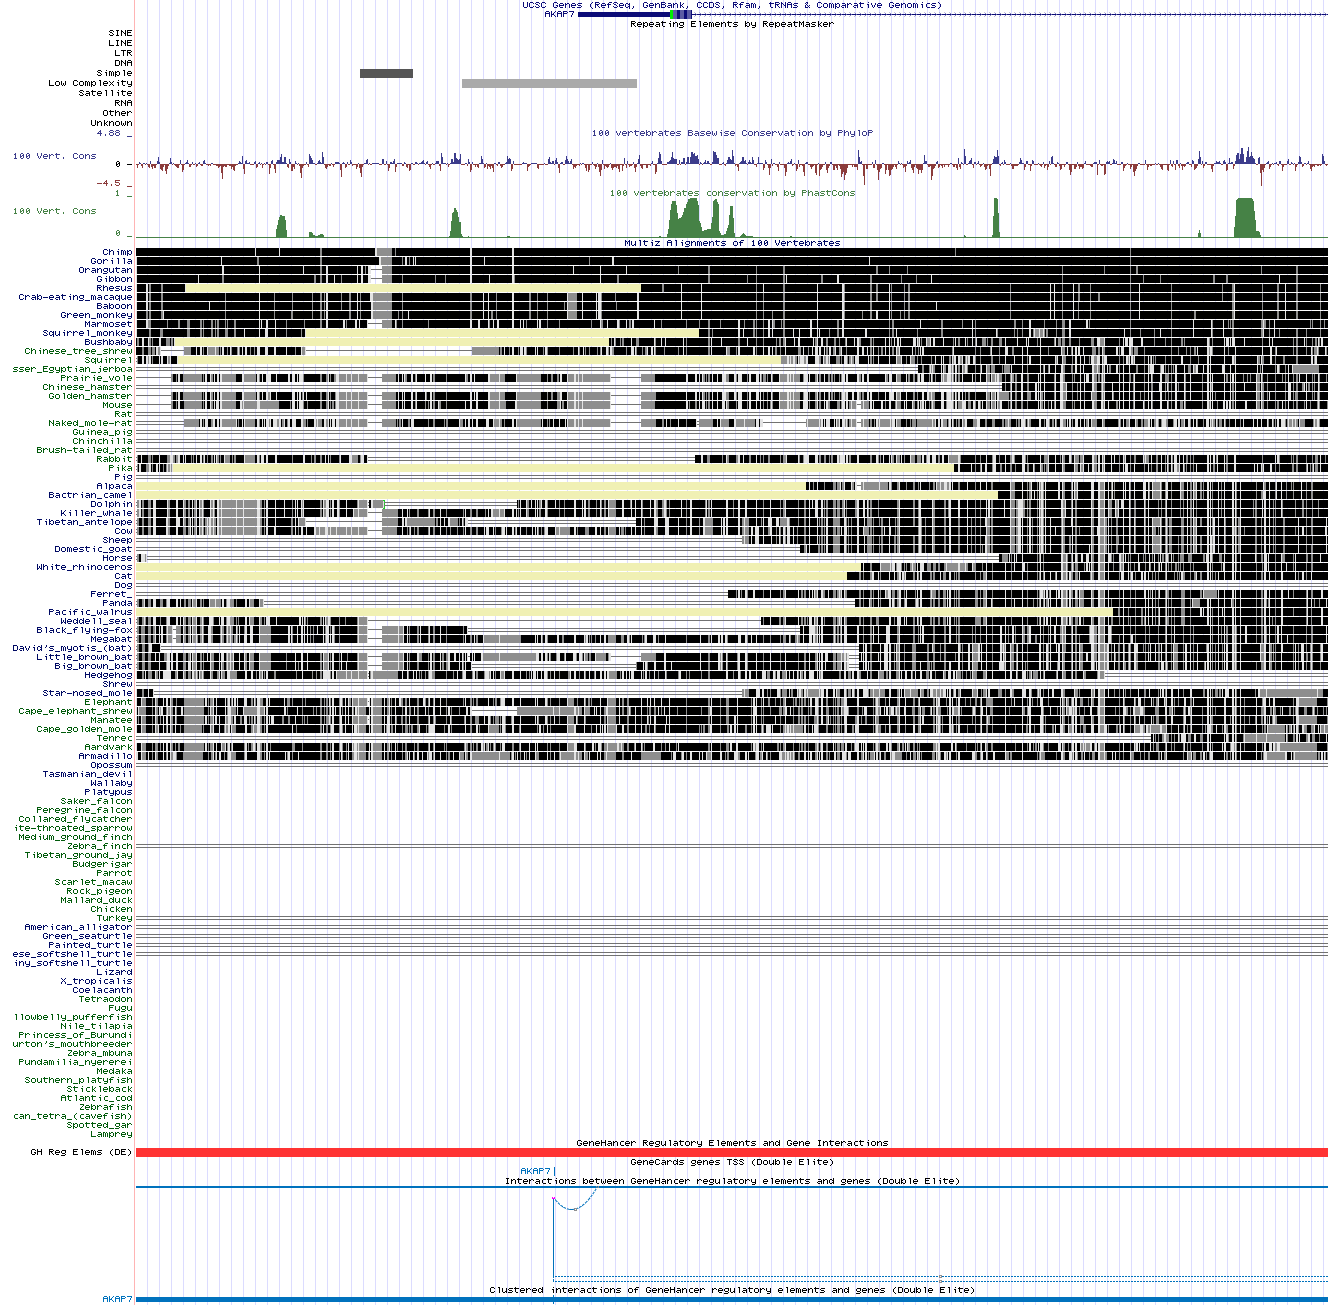 UCSC Genes (RefSeq, GenBank, CCDS, Rfam, tRNAs & Comparative Genomics)
AKAP7
Repeating Elements by RepeatMasker
SINE
LINE
LTR
DNA
Simple
Low Complexity
Satellite
RNA
Other
Unknown
4.88 _
100 vertebrates Basewise Conservation by PhyloP
100 Vert. Cons
0 _
-4.5 _
1 _
100 vertebrates conservation by PhastCons
100 Vert. Cons
0 _
Multiz Alignments of 100 Vertebrates
Chimp
Gorilla
Orangutan
Gibbon
Rhesus
Crab-eating_macaque
Baboon
Green_monkey
Marmoset
Squirrel_monkey
Bushbaby
Chinese_tree_shrew
Squirrel
sser_Egyptian_jerboa
Prairie_vole
Chinese_hamster
Golden_hamster
Mouse
Rat
Naked_mole-rat
Guinea_pig
Chinchilla
Brush-tailed_rat
Rabbit
Pika
Pig
Alpaca
Bactrian_camel
Dolphin
Killer_whale
Tibetan_antelope
Cow
Sheep
Domestic_goat
Horse
White_rhinoceros
Cat
Dog
Ferret_
Panda
Pacific_walrus
Weddell_seal
Black_flying-fox
Megabat
David's_myotis_(bat)
Little_brown_bat
Big_brown_bat
Hedgehog
Shrew
Star-nosed_mole
Elephant
Cape_elephant_shrew
Manatee
Cape_golden_mole
Tenrec
Aardvark
Armadillo
Opossum
Tasmanian_devil
Wallaby
Platypus
Saker_falcon
Peregrine_falcon
Collared_flycatcher
ite-throated_sparrow
Medium_ground_finch
Zebra_finch
Tibetan_ground_jay
Budgerigar
Parrot
Scarlet_macaw
Rock_pigeon
Mallard_duck
Chicken
Turkey
American_alligator
Green_seaturtle
Painted_turtle
ese_softshell_turtle
iny_softshell_turtle
Lizard
X_tropicalis
Coelacanth
Tetraodon
Fugu
llowbelly_pufferfish
Nile_tilapia
Princess_of_Burundi
urton's_mouthbreeder
Zebra_mbuna
Pundamilia_nyererei
Medaka
Southern_platyfish
Stickleback
Atlantic_cod
Zebrafish
can_tetra_(cavefish)
Spotted_gar
Lamprey
GeneHancer Regulatory Elements and Gene Interactions
GH Reg Elems (DE)
GeneCards genes TSS (Double Elite)
AKAP7
Interactions between GeneHancer regulatory elements and genes (Double Elite)
Clustered interactions of GeneHancer regulatory elements and genes (Double Elite)
AKAP7